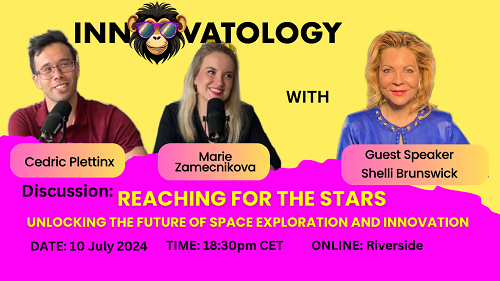 INNOVATOLOGY
WITH
Cedric Plettinx
Marie
Zamecnikova
Guest Speaker
Shelli Brunswick
Discussion: REACHING FOR THE STARS
UNLOCKING THE FUTURE OF SPACE EXPLORATION AND INNOVATION
DATE: 10 July 2024 TIME: 18:30pm CET ONLINE: Riverside